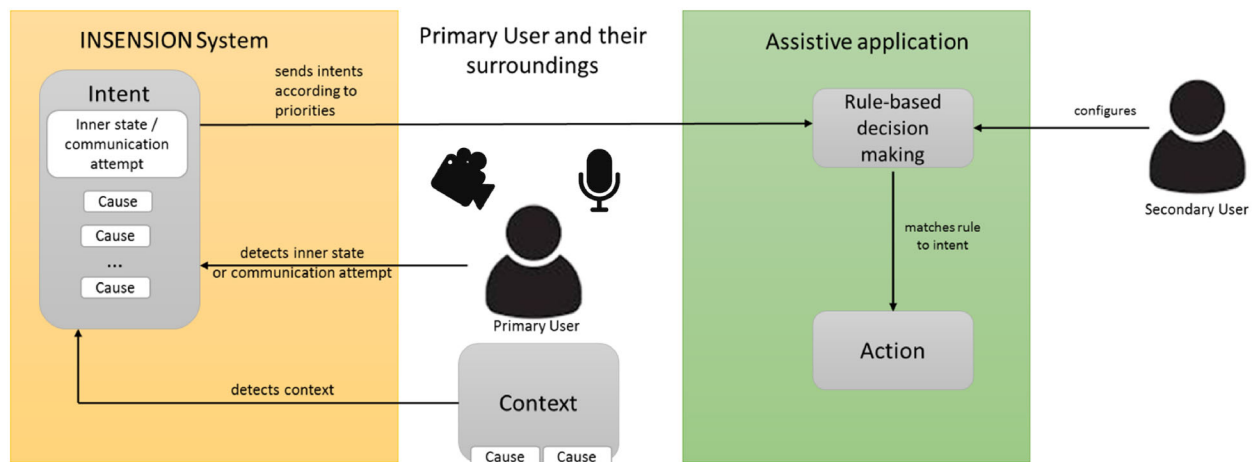 INSENSION System
Intent
Inner state /
communication
attempt
Cause
Cause
...
Cause
sends intents
according to
priorities
Primary User and their
surroundings
detects inner state
or communication attempt
Primary User
detects context
Context
Cause
Cause
Assistive application
Rule-based
decision
making
matches rule
to intent
Action
configures
Secondary User